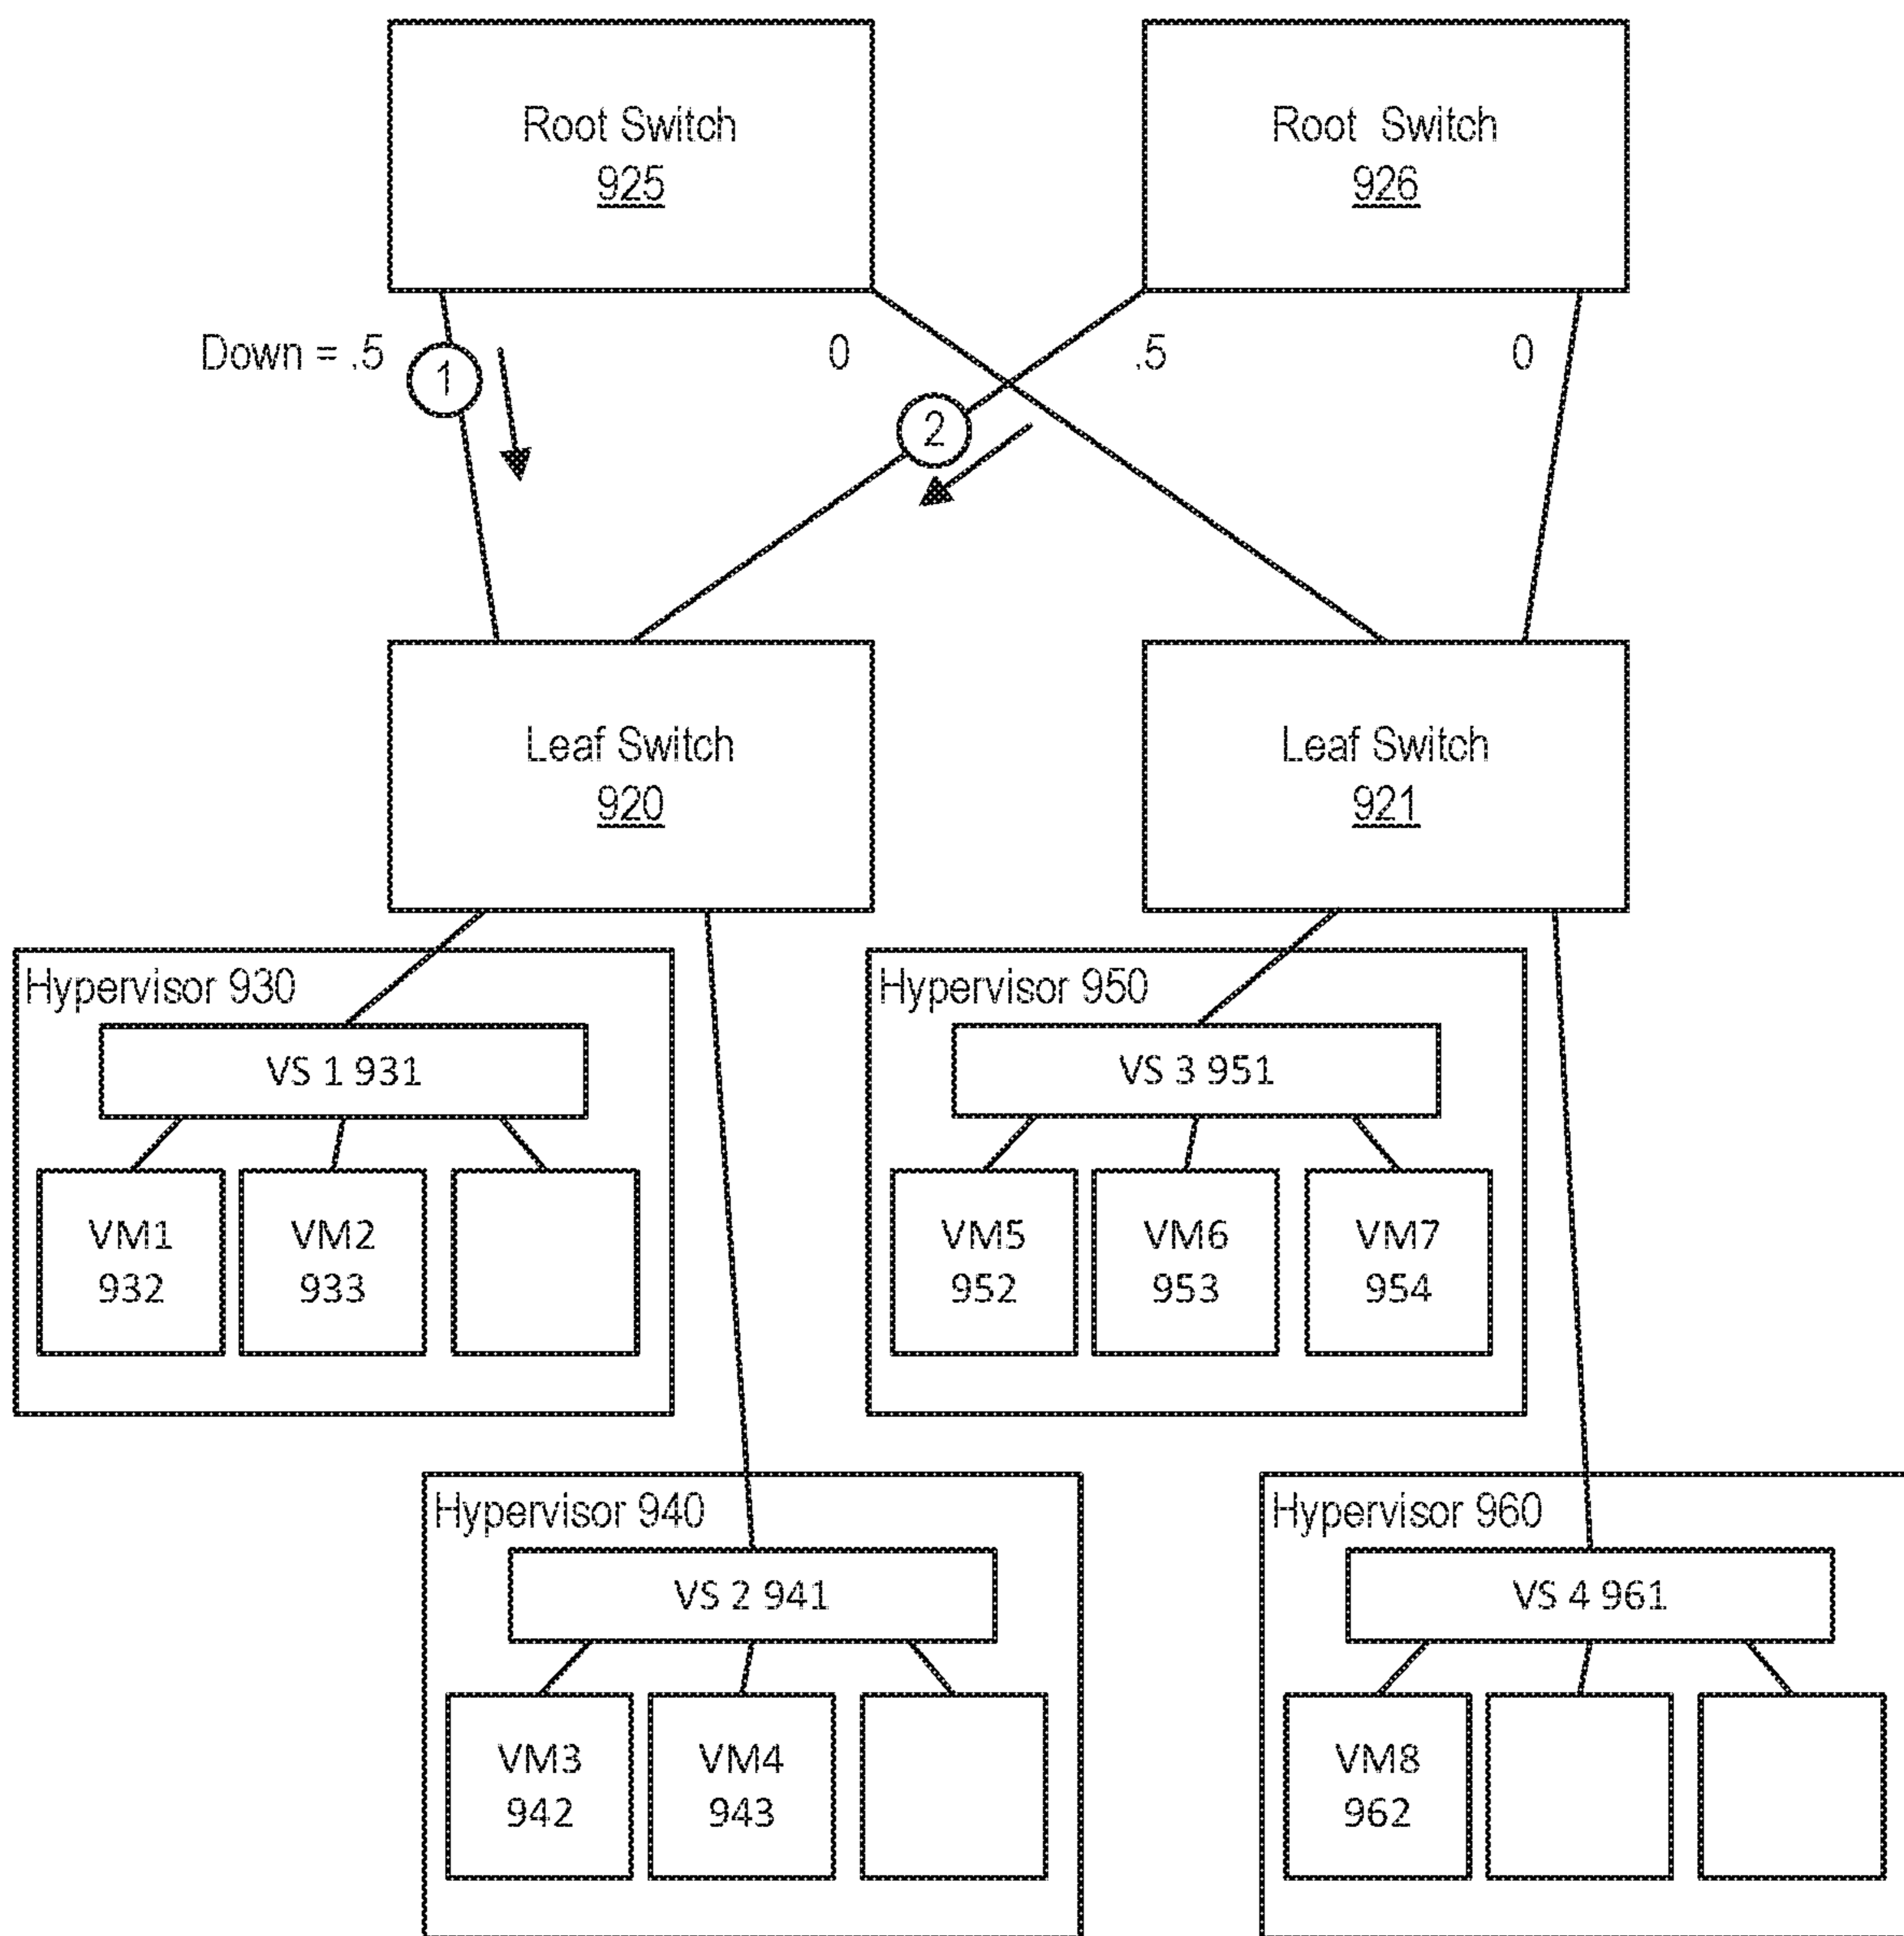 Root Switch
925
Root Switch
926
Down = .5
1
0
.5
0
2
Leaf Switch
920
Leaf Switch
921
Hypervisor 930
VS 1 931
VM1
932
VM2
933
Hypervisor 950
VS 3 951
VM5
952
VM6
953
VM7
954
Hypervisor 940
VS 2 941
VM3
942
VM4
943
Hypervisor 960
VS 4 961
VM8
962